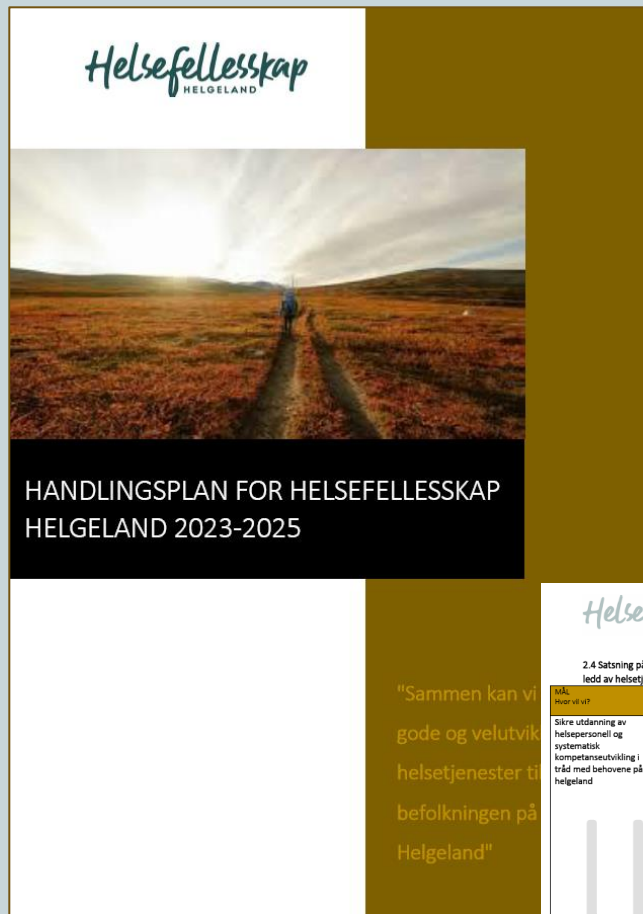 Helsefellesskap
HELGELAND
HANDLINGSPLAN FOR HELSEFELLESSKAP
HELGELAND 2023-2025
"Sammen kan vi
gode og velutvik
helsetjenester til
befolkningen på
Helgeland"
Helse
2.4 Satsning på
ledd av helsetj
MÅL
Hvor vil vi?
Sikre utdanning av
helsepersonell og
systematisk
kompetanseutvikling i
tråd med behovene på
helgeland